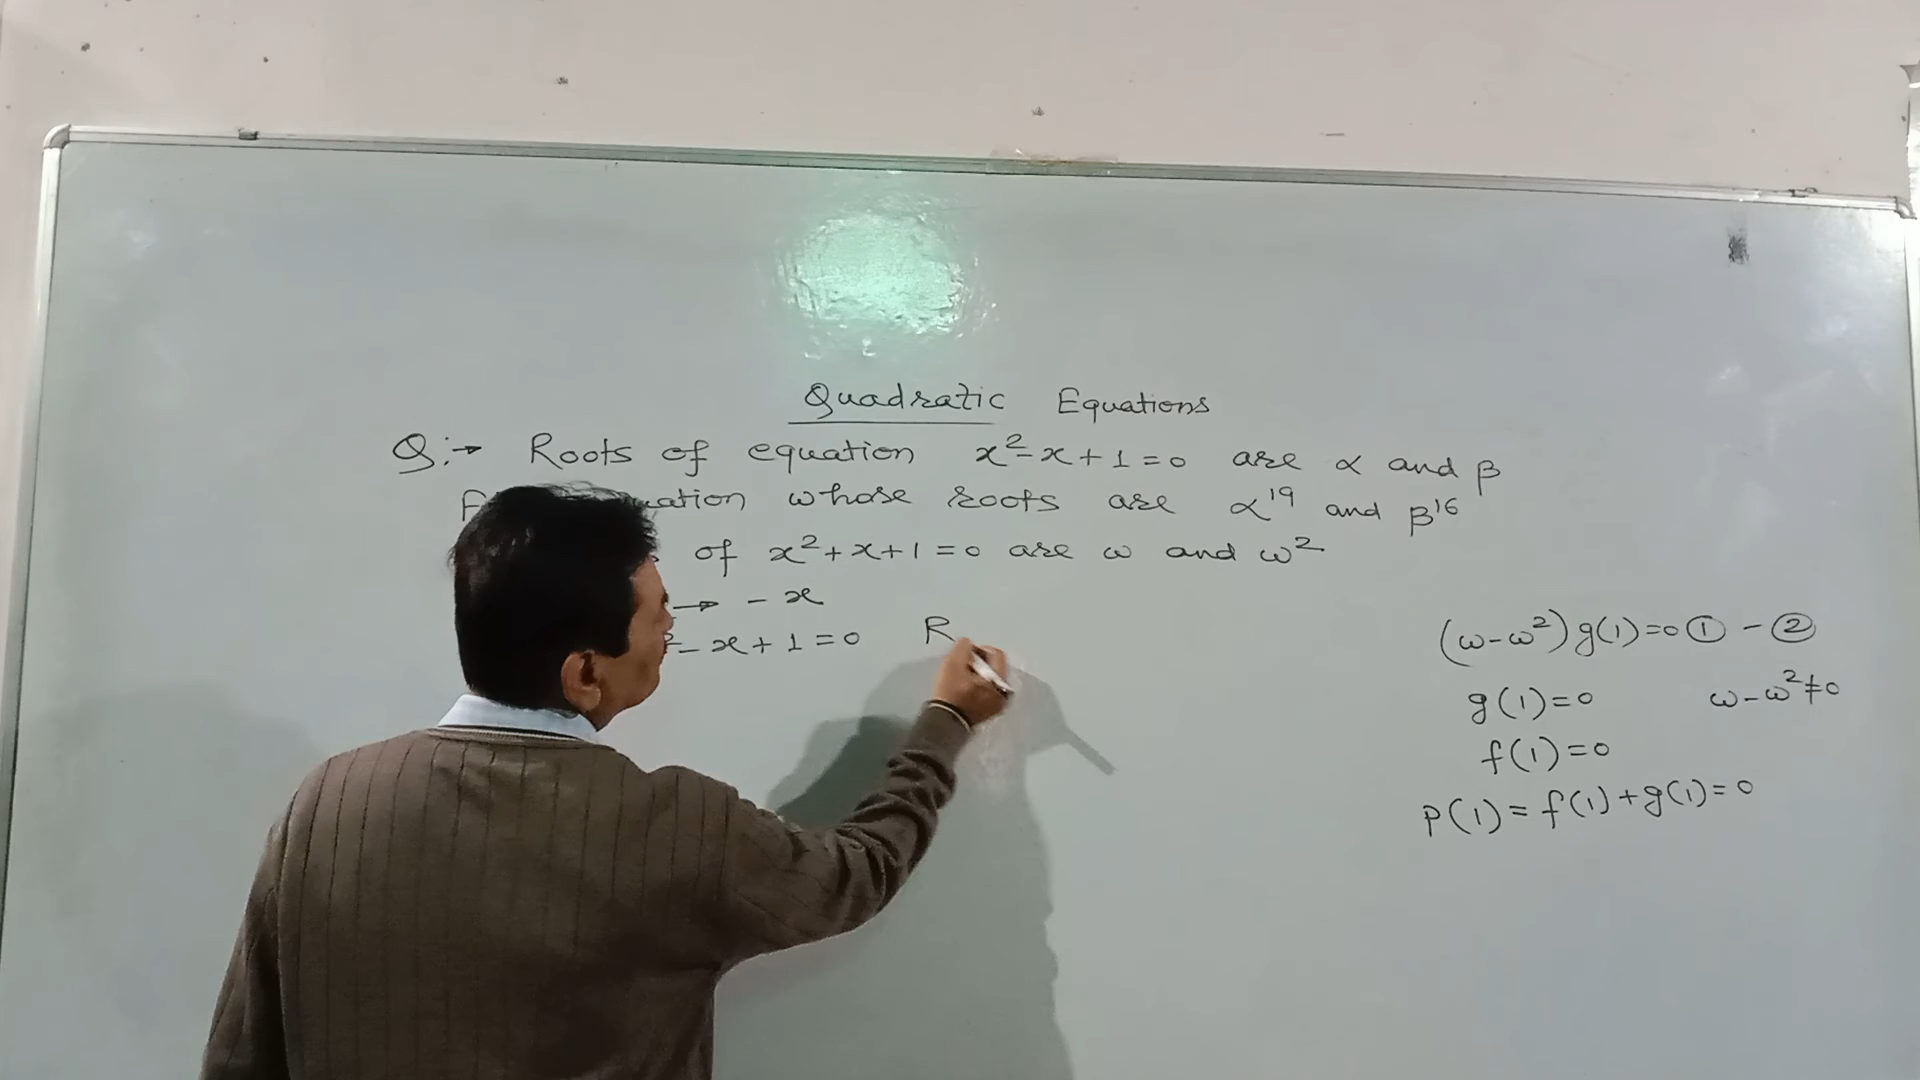 Quadratic Equations
Q:→ Roots of equation x²-x+1=0 are α and β
whose roots are α¹⁹ and β¹⁶
of x²+x+1=0 are ω and ω²
→ -x
-x+1=0 R
(ω-ω²)g(1)=0 ①-②
g(1)=0 ω-ω²≠0
f(1)=0
P(1)=f(1)+g(1)=0